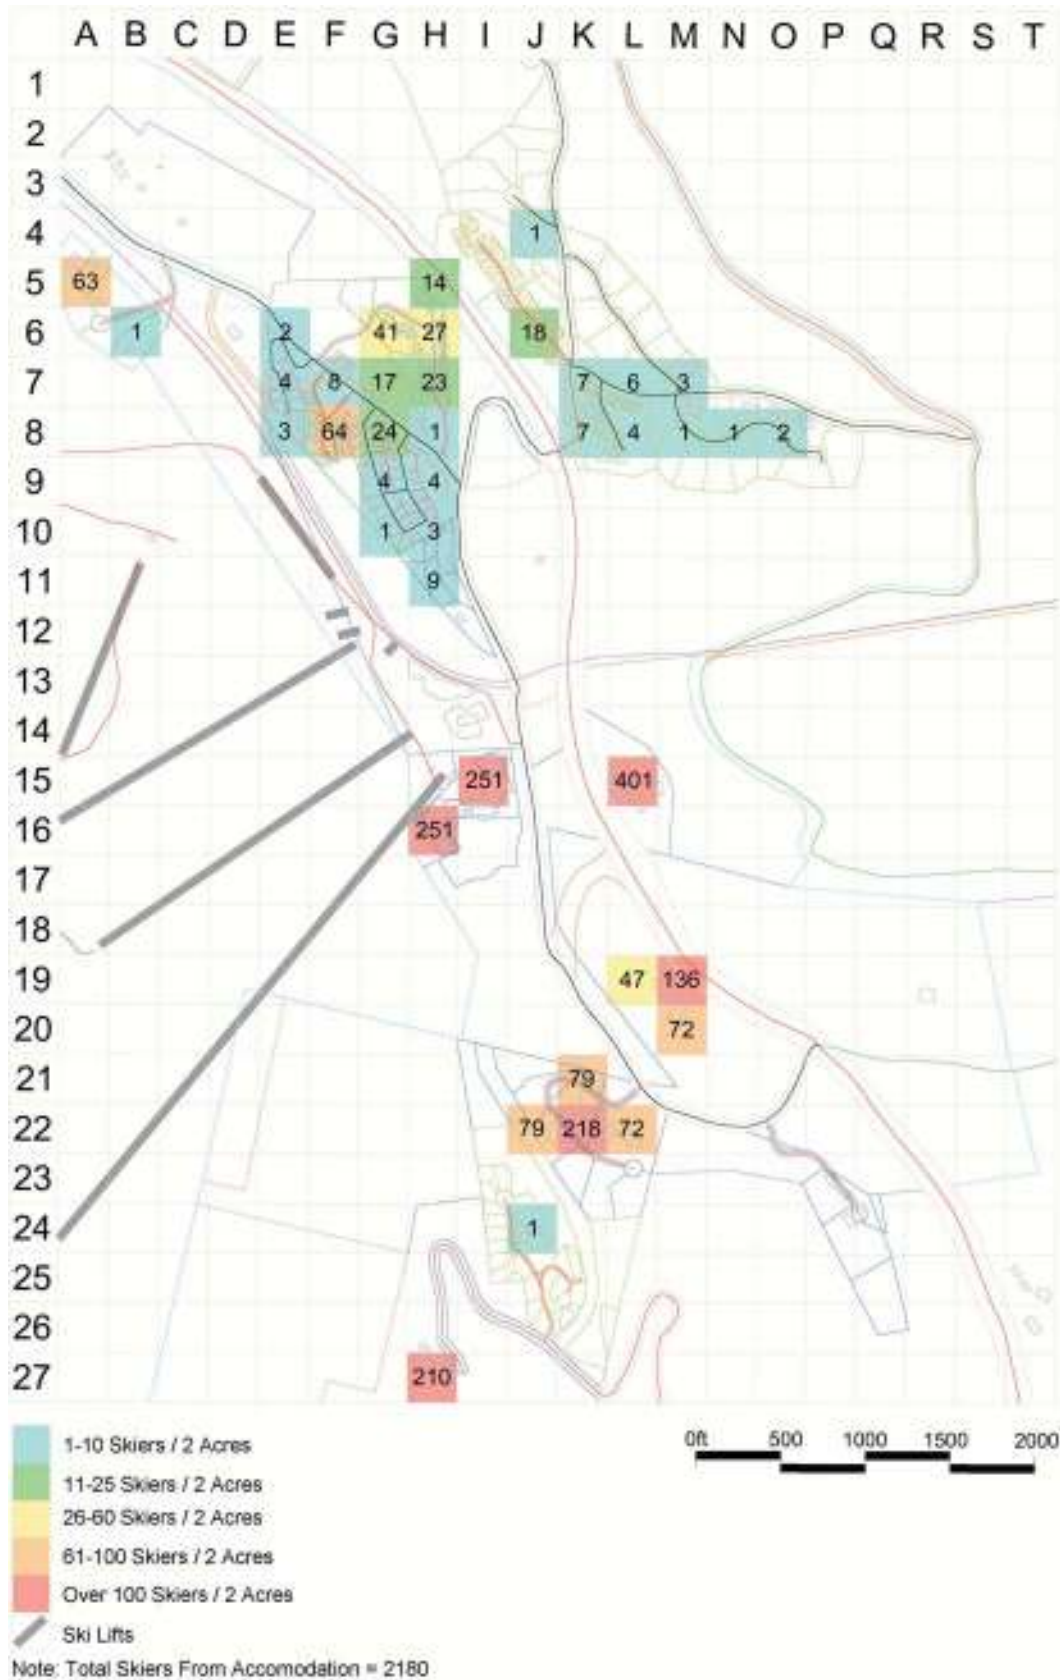 A B C D E F G H I J K L M N O P Q R S T
1
2
3
4 1
5 63 14
6 1 2 41 27 18
7 4 8 17 23 7 6 3
8 3 64 24 1 7 4 1 1 2
9 4 4
10 1 3
11 9
12
13
14
15 251 401
16 251
17
18
19 47 136
20 72
21 79
22 79 218 72
23
24 1
25
26
27 210
1-10 Skiers / 2 Acres
11-25 Skiers / 2 Acres
26-60 Skiers / 2 Acres
61-100 Skiers / 2 Acres
Over 100 Skiers / 2 Acres
Ski Lifts
Note: Total Skiers From Accomodation = 2180
0ft 500 1000 1500 2000